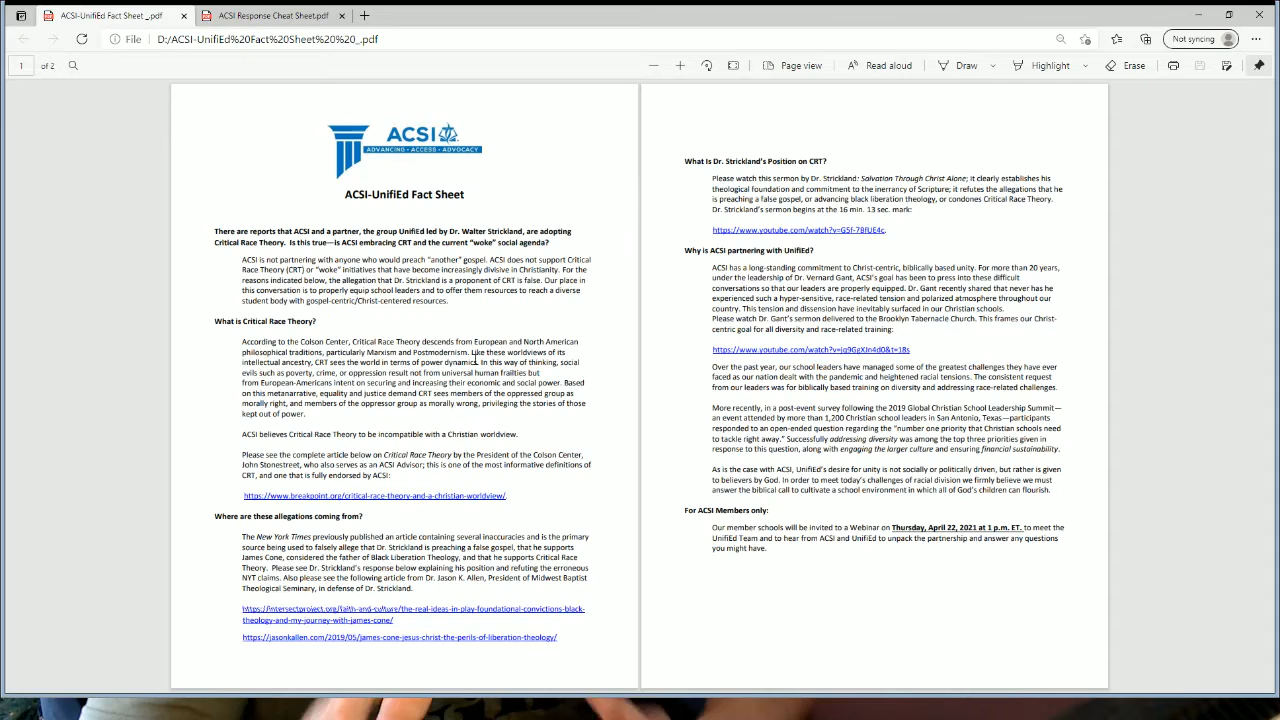 ACSI-UnifiEd Fact Sheet _.pdf
ACSI Response Cheat Sheet.pdf
File
D:/ACSI-UnifiEd%20Fact%20Sheet%20%20_.pdf
Not syncing
1
of 2
Page view
Read aloud
Draw
Highlight
Erase
ACSI
ADVANCING • ACCESS • ADVOCACY
ACSI-UnifiEd Fact Sheet
There are reports that ACSI and a partner, the group UnifiEd led by Dr. Walter Strickland, are adopting
Critical Race Theory. Is this true—is ACSI embracing CRT and the current “woke” social agenda?
ACSI is not partnering with anyone who would preach “another” gospel. ACSI does not support Critical
Race Theory (CRT) or “woke” initiatives that have become increasingly divisive in Christianity. For the
reasons indicated below, the allegation that Dr. Strickland is a proponent of CRT is false. Our place in
this conversation is to properly equip school leaders and to offer them resources to reach a diverse
student body with gospel-centric/Christ-centered resources.
What is Critical Race Theory?
According to the Colson Center, Critical Race Theory descends from European and North American
philosophical traditions, particularly Marxism and Postmodernism. Like these worldviews of its
intellectual ancestry, CRT sees the world in terms of power dynamics. In this way of thinking, social
evils such as poverty, crime, or oppression result not from universal human frailties but
from European-Americans intent on securing and increasing their economic and social power. Based
on this metanarrative, equality and justice demand CRT sees members of the oppressed group as
morally right, and members of the oppressor group as morally wrong, privileging the stories of those
kept out of power.
ACSI believes Critical Race Theory to be incompatible with a Christian worldview.
Please see the complete article below on Critical Race Theory by the President of the Colson Center,
John Stonestreet, who also serves as an ACSI Advisor; this is one of the most informative definitions of
CRT, and one that is fully endorsed by ACSI:
https://www.breakpoint.org/critical-race-theory-and-a-christian-worldview/.
Where are these allegations coming from?
The New York Times previously published an article containing several inaccuracies and is the primary
source being used to falsely allege that Dr. Strickland is preaching a false gospel, that he supports
James Cone, considered the father of Black Liberation Theology, and that he supports Critical Race
Theory. Please see Dr. Strickland’s response below explaining his position and refuting the erroneous
NYT claims. Also please see the following article from Dr. Jason K. Allen, President of Midwest Baptist
Theological Seminary, in defense of Dr. Strickland.
https://intersectproject.org/faith-and-culture/the-real-ideas-in-play-foundational-convictions-black-
theology-and-my-journey-with-james-cone/
https://jasonkallen.com/2019/05/james-cone-jesus-christ-the-perils-of-liberation-theology/
What Is Dr. Strickland’s Position on CRT?
Please watch this sermon by Dr. Strickland: Salvation Through Christ Alone; it clearly establishes his
theological foundation and commitment to the inerrancy of Scripture; it refutes the allegations that he
is preaching a false gospel, or advancing black liberation theology, or condones Critical Race Theory.
Dr. Strickland’s sermon begins at the 16 min. 13 sec. mark:
https://www.youtube.com/watch?v=G5f-7BfUE4c.
Why is ACSI partnering with UnifiEd?
ACSI has a long-standing commitment to Christ-centric, biblically based unity. For more than 20 years,
under the leadership of Dr. Vernard Gant, ACSI’s goal has been to press into these difficult
conversations so that our leaders are properly equipped. Dr. Gant recently shared that never has he
experienced such a hyper-sensitive, race-related tension and polarized atmosphere throughout our
country. This tension and dissension have inevitably surfaced in our Christian schools.
Please watch Dr. Gant’s sermon delivered to the Brooklyn Tabernacle Church. This frames our Christ-
centric goal for all diversity and race-related training:
https://www.youtube.com/watch?v=jq9GgXJn4d0&t=18s
Over the past year, our school leaders have managed some of the greatest challenges they have ever
faced as our nation dealt with the pandemic and heightened racial tensions. The consistent request
from our leaders was for biblically based training on diversity and addressing race-related challenges.
More recently, in a post-event survey following the 2019 Global Christian School Leadership Summit—
an event attended by more than 1,200 Christian school leaders in San Antonio, Texas—participants
responded to an open-ended question regarding the “number one priority that Christian schools need
to tackle right away.” Successfully addressing diversity was among the top three priorities given in
response to this question, along with engaging the larger culture and ensuring financial sustainability.
As is the case with ACSI, UnifiEd’s desire for unity is not socially or politically driven, but rather is given
to believers by God. In order to meet today’s challenges of racial division we firmly believe we must
answer the biblical call to cultivate a school environment in which all of God’s children can flourish.
For ACSI Members only:
Our member schools will be invited to a Webinar on Thursday, April 22, 2021 at 1 p.m. ET. to meet the
UnifiEd Team and to hear from ACSI and UnifiEd to unpack the partnership and answer any questions
you might have.